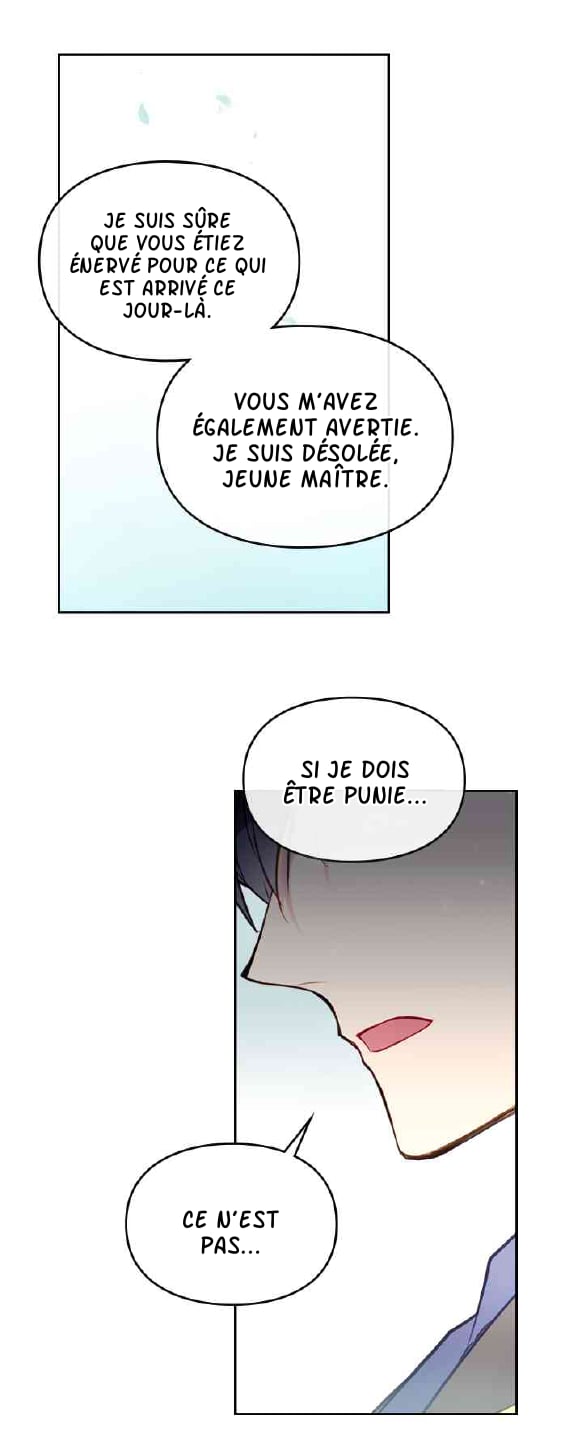 JE SUIS SÛRE
QUE VOUS ÉTIEZ
ÉNERVÉ POUR CE QUI
EST ARRIVÉ CE
JOUR-LÀ.
VOUS M'AVEZ
ÉGALEMENT AVERTIE.
JE SUIS DÉSOLÉE,
JEUNE MAÎTRE.
SI JE DOIS
ÊTRE PUNIE...
CE N'EST
PAS...